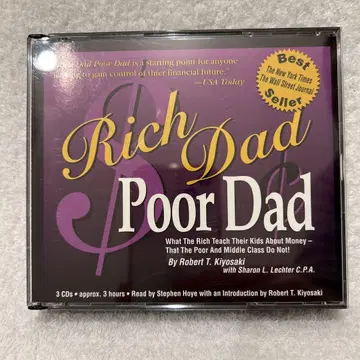 Dad Poor Dad is a starting point for anyone
to gain control of their financial future."
—USA Today
Best
The New York Times
The Wall Street Journal
Seller
Rich Dad
Poor Dad
What The Rich Teach Their Kids About Money –
That The Poor And Middle Class Do Not!
By Robert T. Kiyosaki
with Sharon L. Lechter C.P.A.
3 CDs • approx. 3 hours • Read by Stephen Hoye with an Introduction by Robert T. Kiyosaki